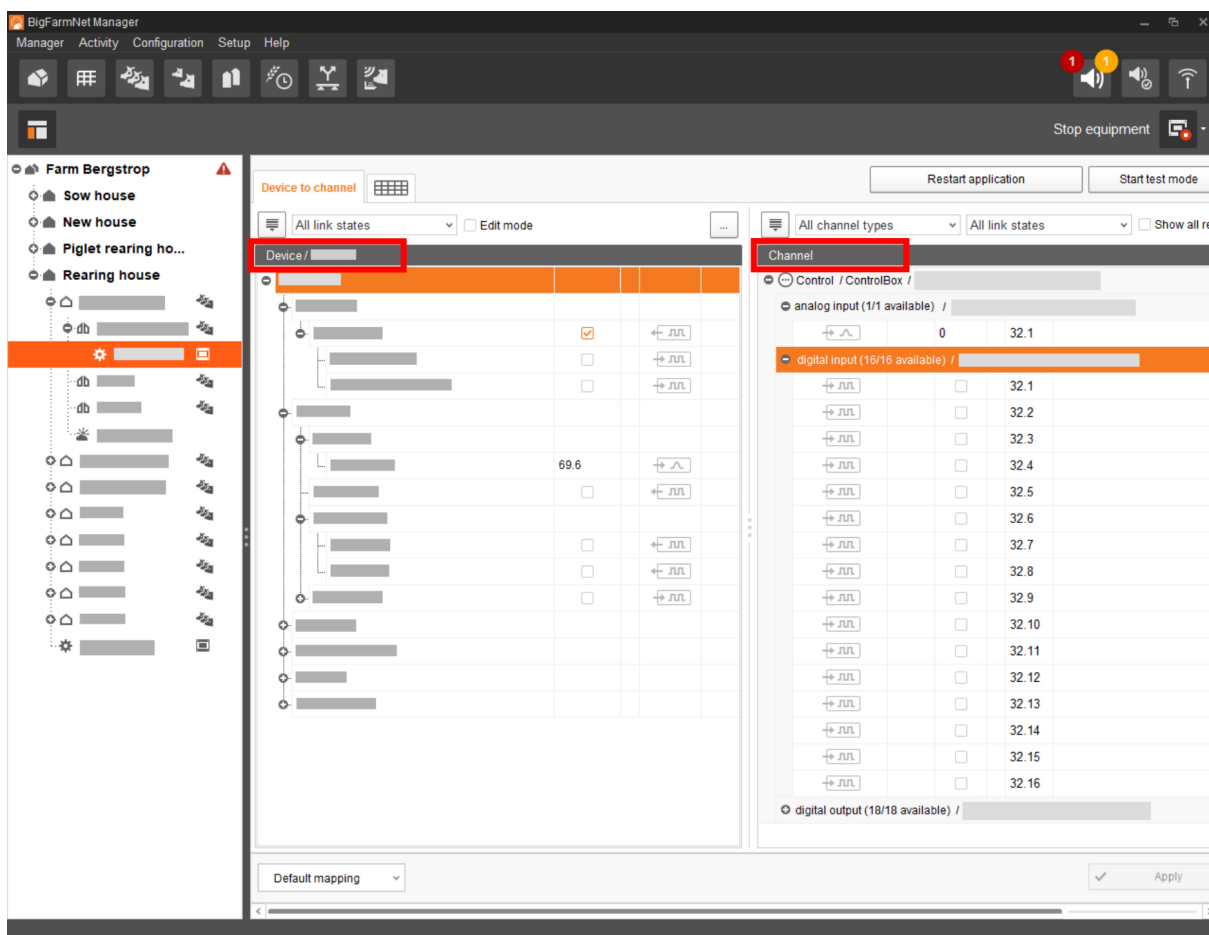 BigFarmNet Manager
Manager Activity Configuration Setup Help
1 1
Stop equipment
Farm Bergstrop
Sow house
New house
Piglet rearing ho...
Rearing house
Device to channel
Restart application
Start test mode
All link states
Edit mode
...
All channel types
All link states
Show all re
Device /
69.6
Channel
Control / ControlBox /
analog input (1/1 available) /
0 32.1
digital input (16/16 available) /
32.1
32.2
32.3
32.4
32.5
32.6
32.7
32.8
32.9
32.10
32.11
32.12
32.13
32.14
32.15
32.16
digital output (18/18 available) /
Default mapping
Apply